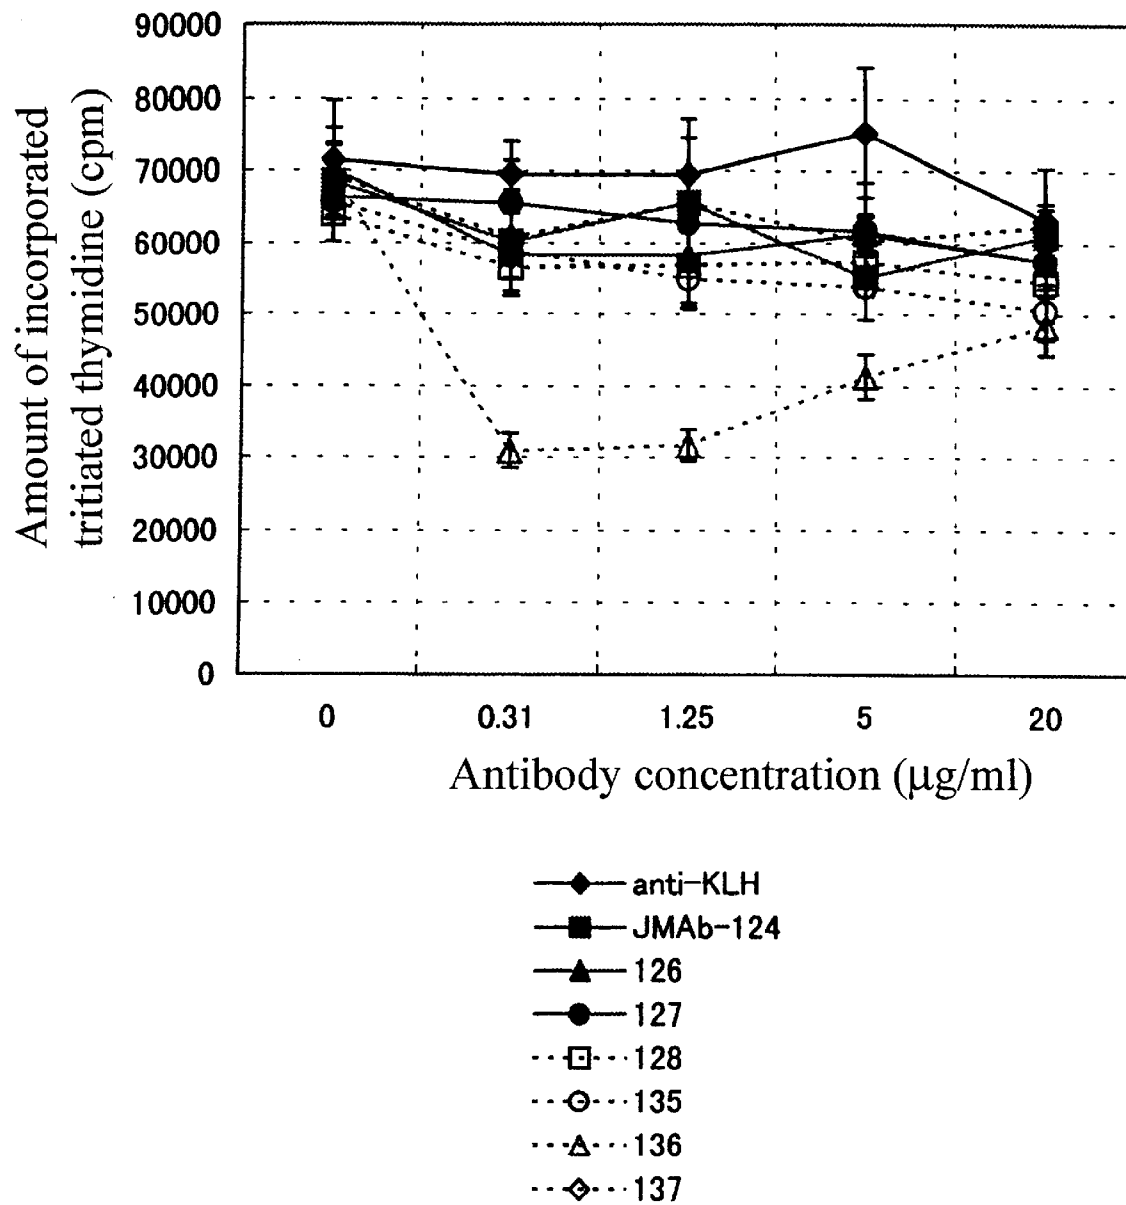 90000
80000
70000
60000
50000
40000
30000
20000
10000
0
Amount of incorporated
tritiated thymidine (cpm)
0 0.31 1.25 5 20
Antibody concentration (μg/ml)
anti-KLH
JMAb-124
126
127
128
135
136
137